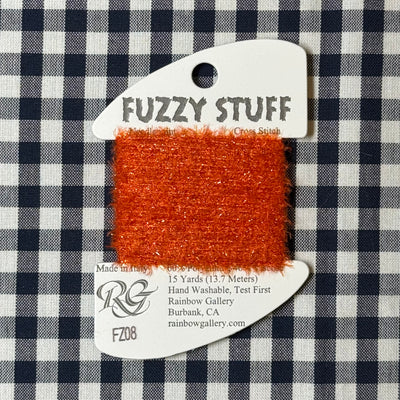 FUZZY STUFF
Cross Stitch
Made in Italy
15 Yards (13.7 Meters)
Hand Washable, Test First
RG
Rainbow Gallery
Burbank, CA
rainbowgallery.com
FZ08